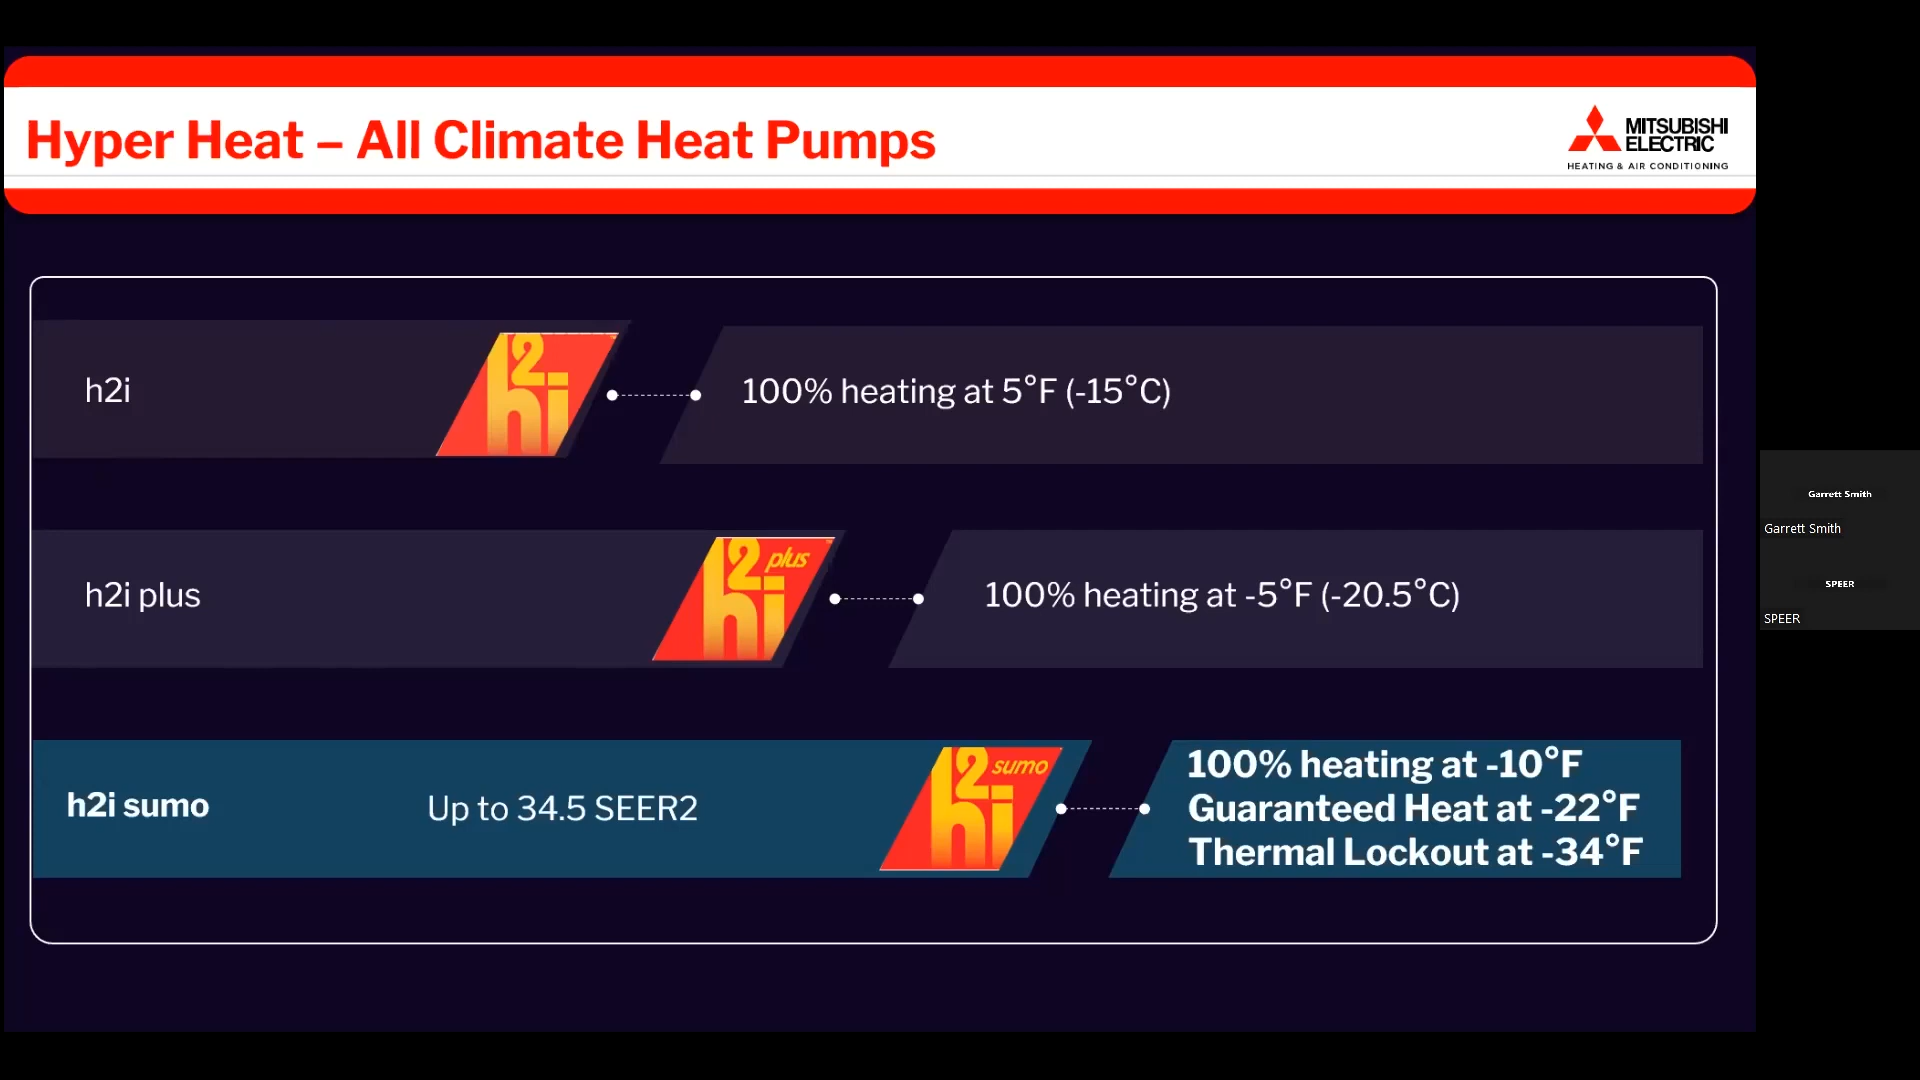 Hyper Heat – All Climate Heat Pumps
MITSUBISHI
ELECTRIC
HEATING & AIR CONDITIONING
h2i
h2i
100% heating at 5°F (-15°C)
h2i plus
h2i plus
100% heating at -5°F (-20.5°C)
h2i sumo
Up to 34.5 SEER2
h2i sumo
100% heating at -10°F
Guaranteed Heat at -22°F
Thermal Lockout at -34°F
Garrett Smith
Garrett Smith
SPEER
SPEER